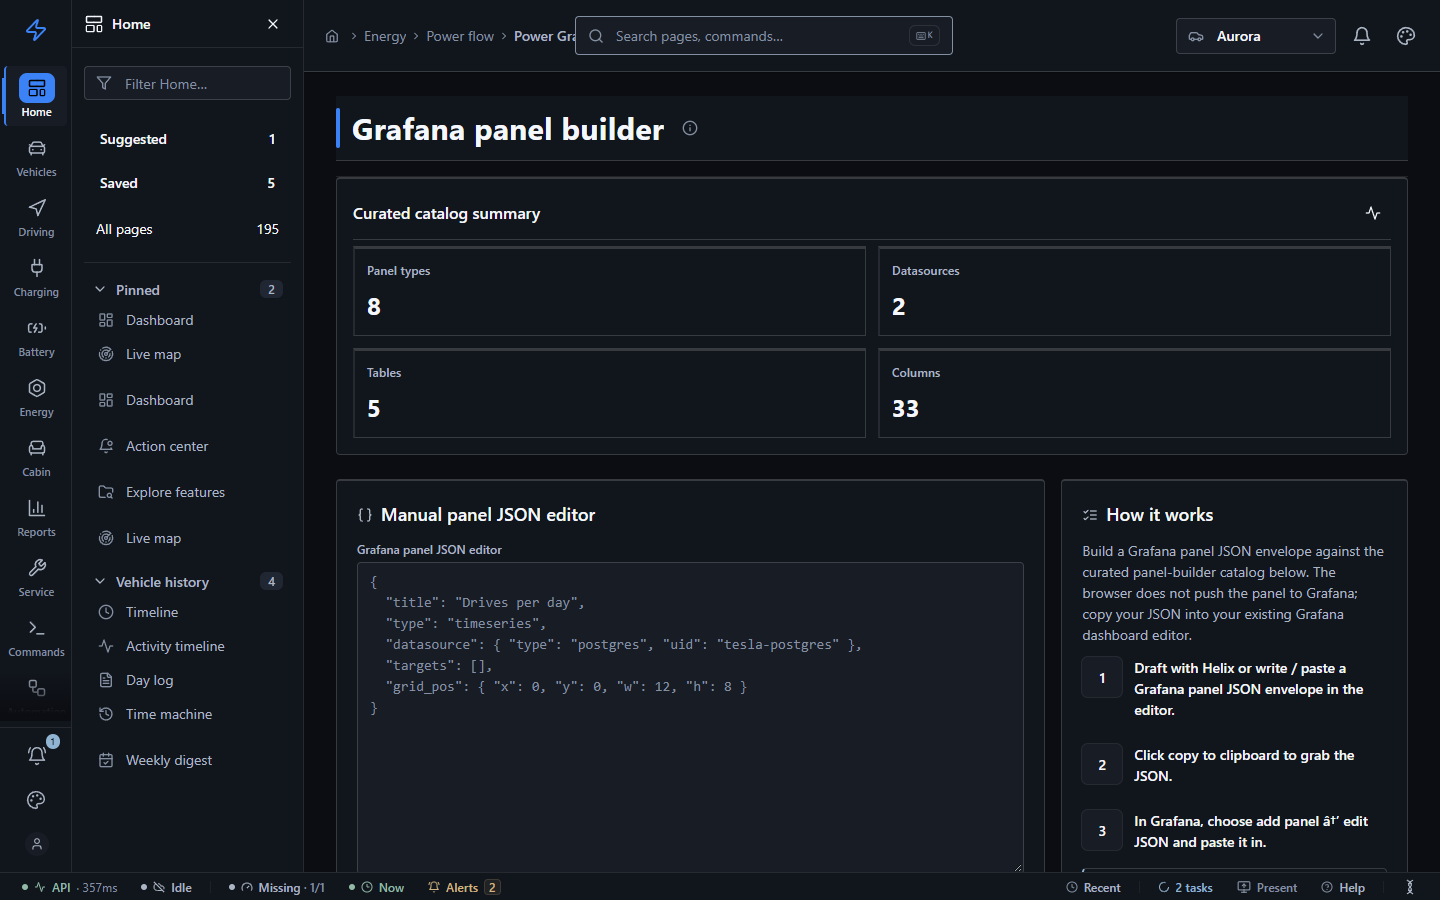 Home
Home
Vehicles
Driving
Charging
Battery
Energy
Cabin
Reports
Service
Commands
1
Filter Home...
Suggested 1
Saved 5
All pages 195
Pinned 2
Dashboard
Live map
Dashboard
Action center
Explore features
Live map
Vehicle history 4
Timeline
Activity timeline
Day log
Time machine
Weekly digest
Energy > Power flow > Power Gra
Search pages, commands... K
Aurora
Grafana panel builder
Curated catalog summary
Panel types
8
Datasources
2
Tables
5
Columns
33
Manual panel JSON editor
Grafana panel JSON editor
{
"title": "Drives per day",
"type": "timeseries",
"datasource": { "type": "postgres", "uid": "tesla-postgres" },
"targets": [],
"grid_pos": { "x": 0, "y": 0, "w": 12, "h": 8 }
}
How it works
Build a Grafana panel JSON envelope against the
curated panel-builder catalog below. The
browser does not push the panel to Grafana;
copy your JSON into your existing Grafana
dashboard editor.
1
Draft with Helix or write / paste a
Grafana panel JSON envelope in the
editor.
2
Click copy to clipboard to grab the
JSON.
3
In Grafana, choose add panel â†’ edit
JSON and paste it in.
API · 357ms
Idle
Missing · 1/1
Now
Alerts 2
Recent
2 tasks
Present
Help